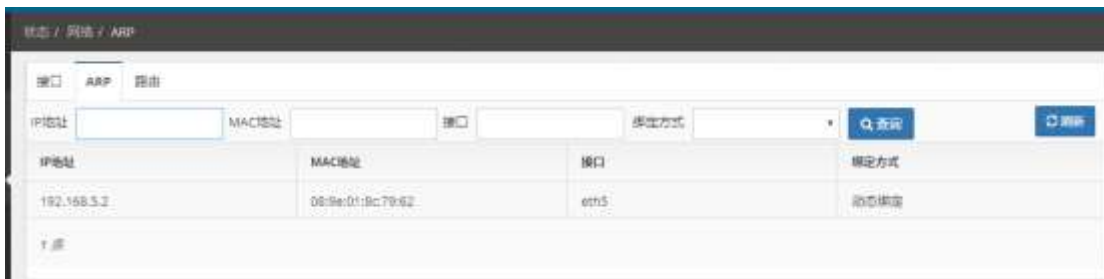 状态 / 网络 / ARP
接口 ARP 路由
IP地址 MAC地址 接口 绑定方式 查询 刷新
IP地址 MAC地址 接口 绑定方式
192.168.5.2 08:9e:01:8c:79:62 eth5 动态绑定
1 条